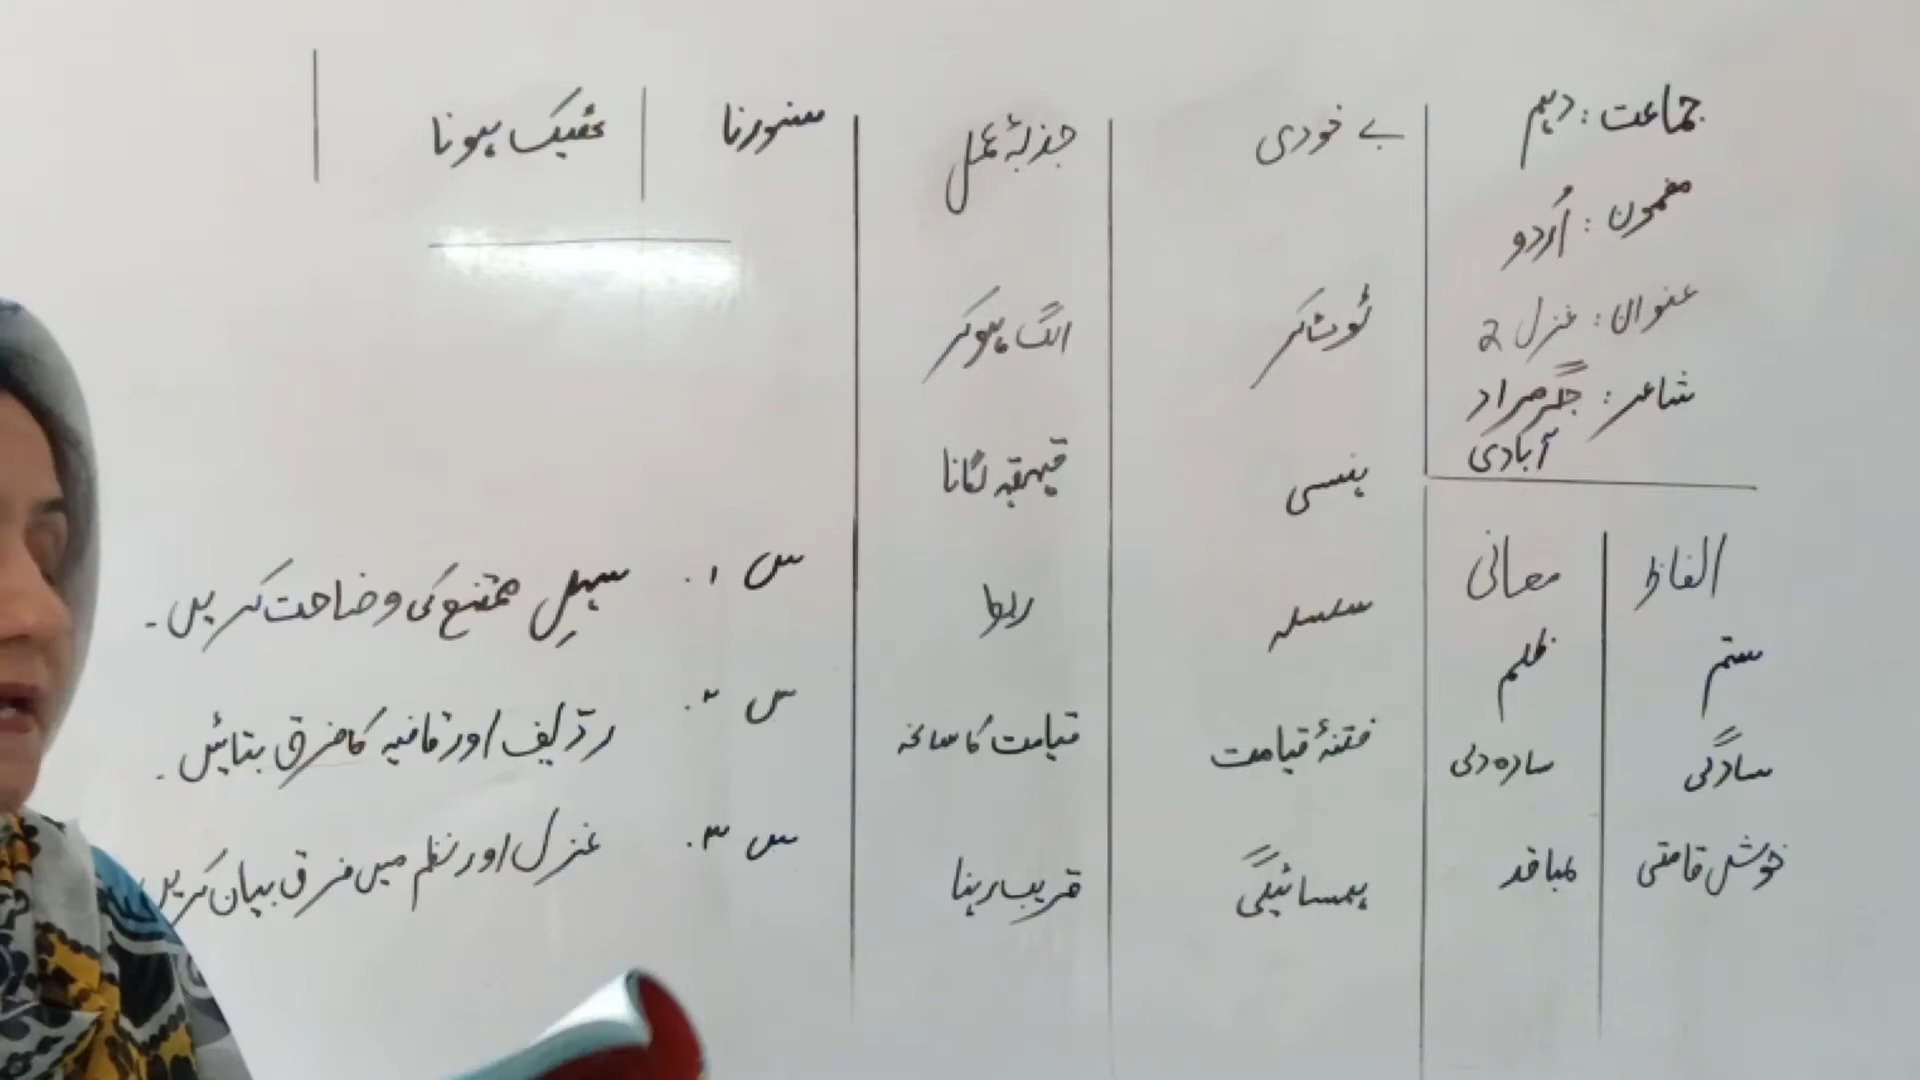 جماعت: دہم
مضمون: اُردو
عنوان: غزل 2
شاعر: جگر مراد
آبادی
الفاظ معانی
ستم ظلم
سادگی سادہ دلی
خوش قامتی لمبا قد
بے خودی جذبۂ عمل
ٹوٹ کر الگ ہو کر
ہنسی قہقہہ لگانا
سلسلہ ربط
فتنۂ قیامت قیامت کا سانحہ
ہمسائیگی قریب رہنا
سنورنا ٹھیک ہونا
س ۱. سہلِ ممتنع کی وضاحت کریں۔
س ۲. ردیف اور قافیہ کا فرق بتائیں۔
س ۳. غزل اور نظم میں فرق بیان کریں